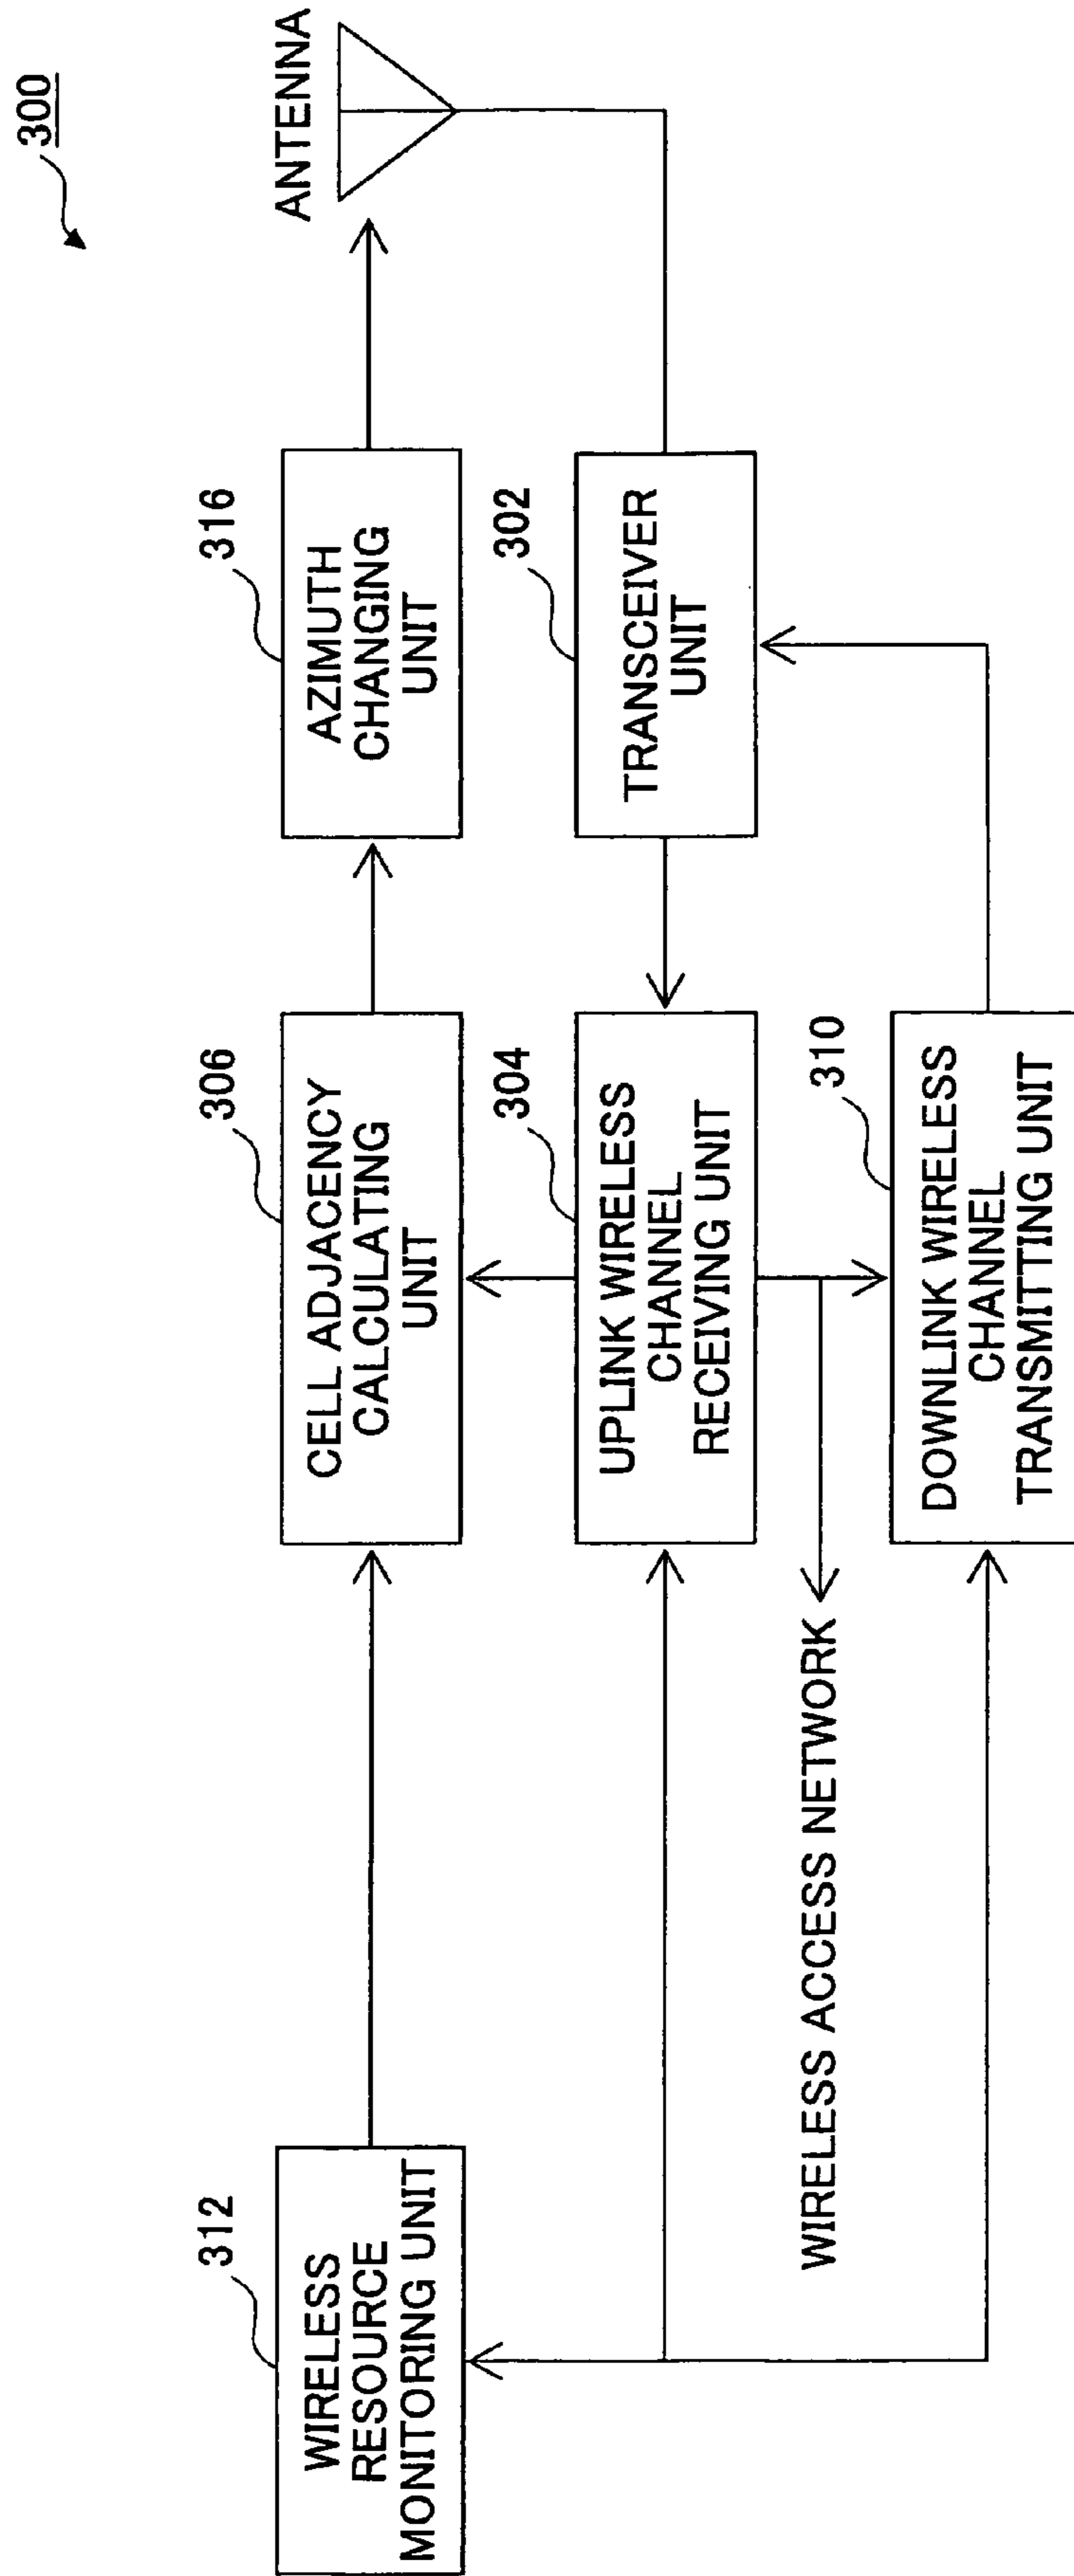 300
ANTENNA
312
WIRELESS
RESOURCE
MONITORING UNIT
306
CELL ADJACENCY
CALCULATING
UNIT
316
AZIMUTH
CHANGING
UNIT
304
UPLINK WIRELESS
CHANNEL
RECEIVING UNIT
302
TRANSCEIVER
UNIT
WIRELESS ACCESS NETWORK
310
DOWNLINK WIRELESS
CHANNEL
TRANSMITTING UNIT